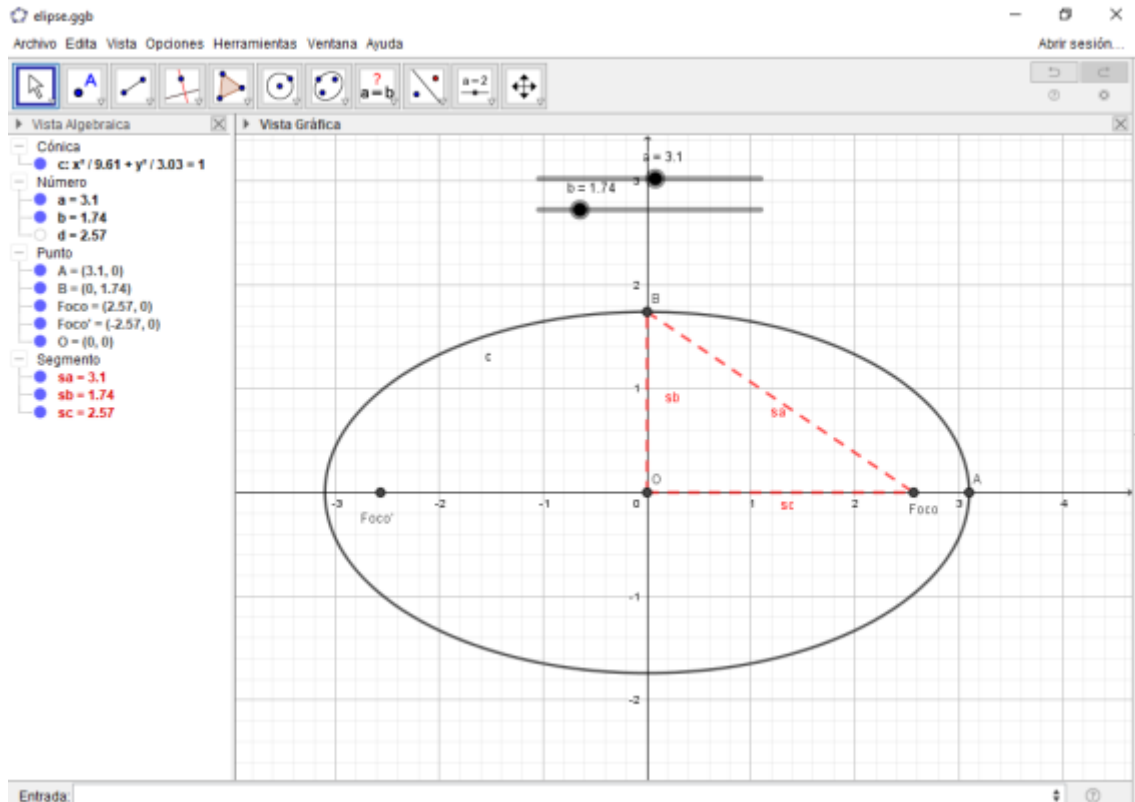 elipse.ggb
Archivo Edita Vista Opciones Herramientas Ventana Ayuda
Abrir sesión...
A
?
a=b
a=2
Vista Algebraica
Vista Gráfica
Cónica
c: x² / 9.61 + y² / 3.03 = 1
Número
a = 3.1
b = 1.74
d = 2.57
Punto
A = (3.1, 0)
B = (0, 1.74)
Foco = (2.57, 0)
Foco' = (-2.57, 0)
O = (0, 0)
Segmento
sa = 3.1
sb = 1.74
sc = 2.57
a = 3.1
3
b = 1.74
2
B
c
1
sb
sa
O
A
-3
-2
-1
0
1
sc
2
Foco
3
4
Foco'
-1
-2
Entrada: